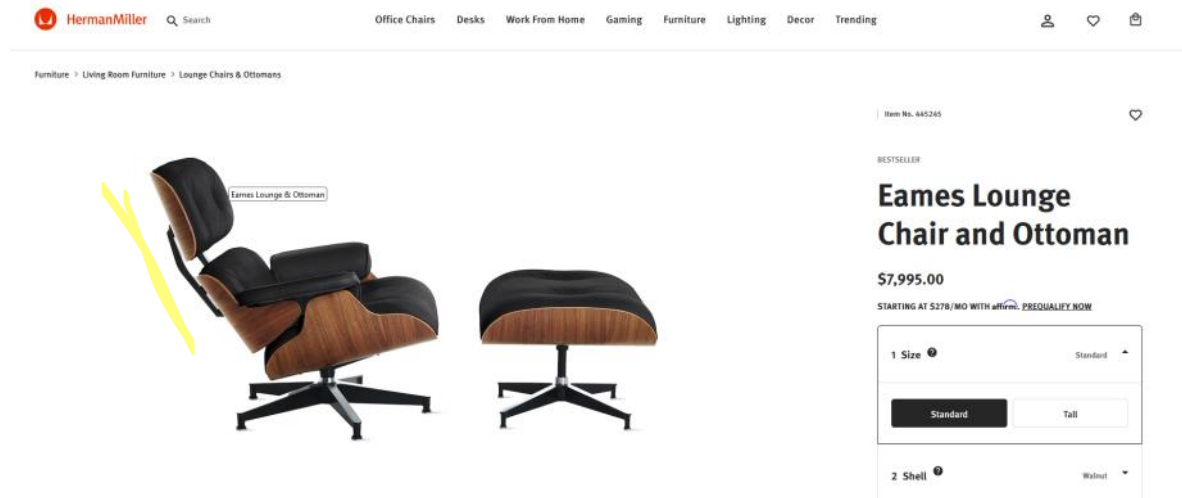 HermanMiller
Search
Office Chairs Desks Work From Home Gaming Furniture Lighting Decor Trending
Furniture > Living Room Furniture > Lounge Chairs & Ottomans
Item No. 445245
BESTSELLER
Eames Lounge & Ottoman
Eames Lounge
Chair and Ottoman
$7,995.00
STARTING AT $278/MO WITH affirm. PREQUALIFY NOW
1 Size ? Standard
Standard Tall
2 Shell ? Walnut